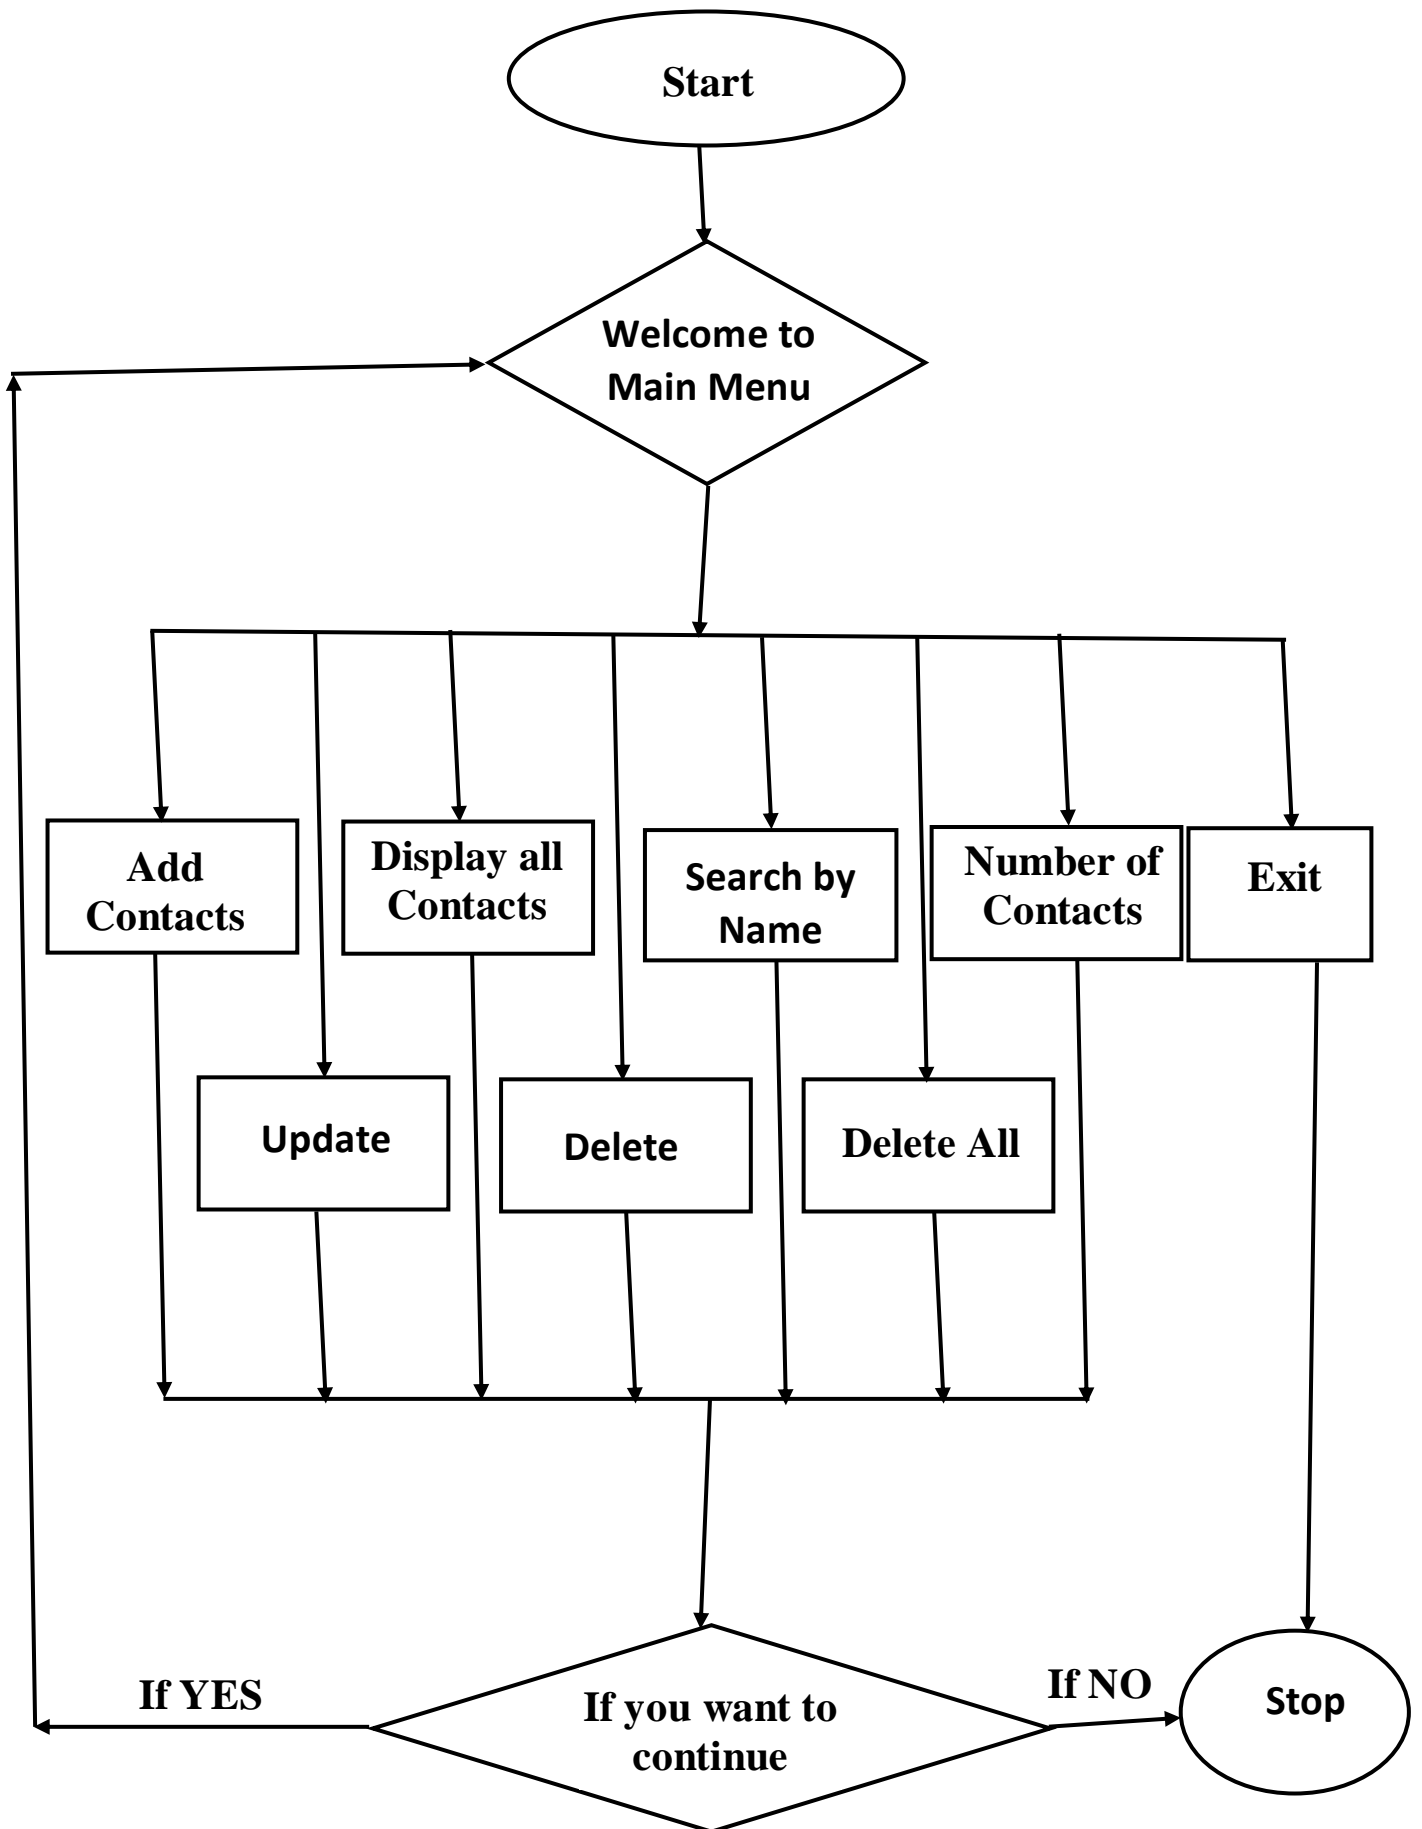 Start
Welcome to
Main Menu
Add
Contacts
Display all
Contacts
Search by
Name
Number of
Contacts
Exit
Update
Delete
Delete All
If YES
If you want to
continue
If NO
Stop